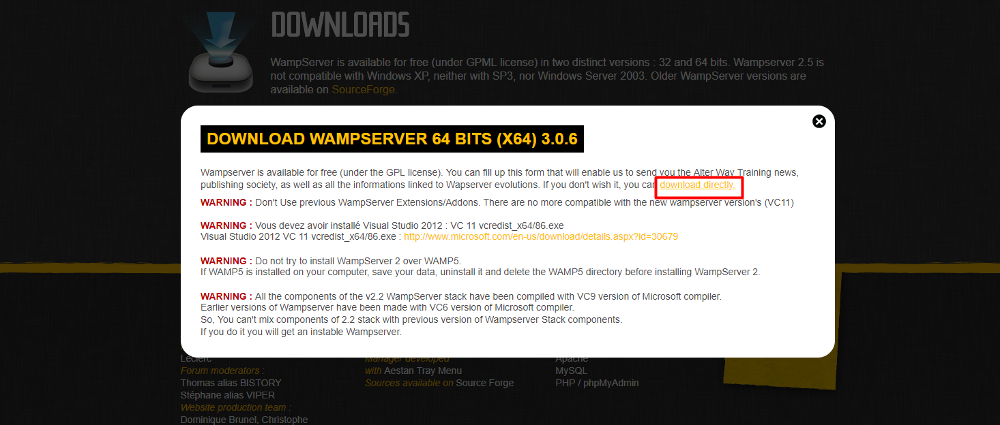 DOWNLOADS
WampServer is available for free (under GPML license) in two distinct versions : 32 and 64 bits. Wampserver 2.5 is
not compatible with Windows XP, neither with SP3, nor Windows Server 2003. Older WampServer versions are
available on SourceForge.
DOWNLOAD WAMPSERVER 64 BITS (X64) 3.0.6
Wampserver is available for free (under the GPL license). You can fill up this form that will enable us to send you the Alter Way Training news,
publishing society, as well as all the informations linked to Wapserver evolutions. If you don't wish it, you can download directly.
WARNING : Don't Use previous WampServer Extensions/Addons. There are no more compatible with the new wampserver version's (VC11)
WARNING : Vous devez avoir installé Visual Studio 2012 : VC 11 vcredist_x64/86.exe
Visual Studio 2012 VC 11 vcredist_x64/86.exe : http://www.microsoft.com/en-us/download/details.aspx?id=30679
WARNING : Do not try to install WampServer 2 over WAMP5.
If WAMP5 is installed on your computer, save your data, uninstall it and delete the WAMP5 directory before installing WampServer 2.
WARNING : All the components of the v2.2 WampServer stack have been compiled with VC9 version of Microsoft compiler.
Earlier versions of Wampserver have been made with VC6 version of Microsoft compiler.
So, You can't mix components of 2.2 stack with previous version of Wampserver Stack components.
If you do it you will get an instable Wampserver.
Leclerc
Forum moderators :
Thomas alias BISTORY
Stéphane alias VIPER
Website production team :
Dominique Brunel, Christophe
Manager developed
with Aestan Tray Menu
Sources available on Source Forge
Apache
MySQL
PHP / phpMyAdmin